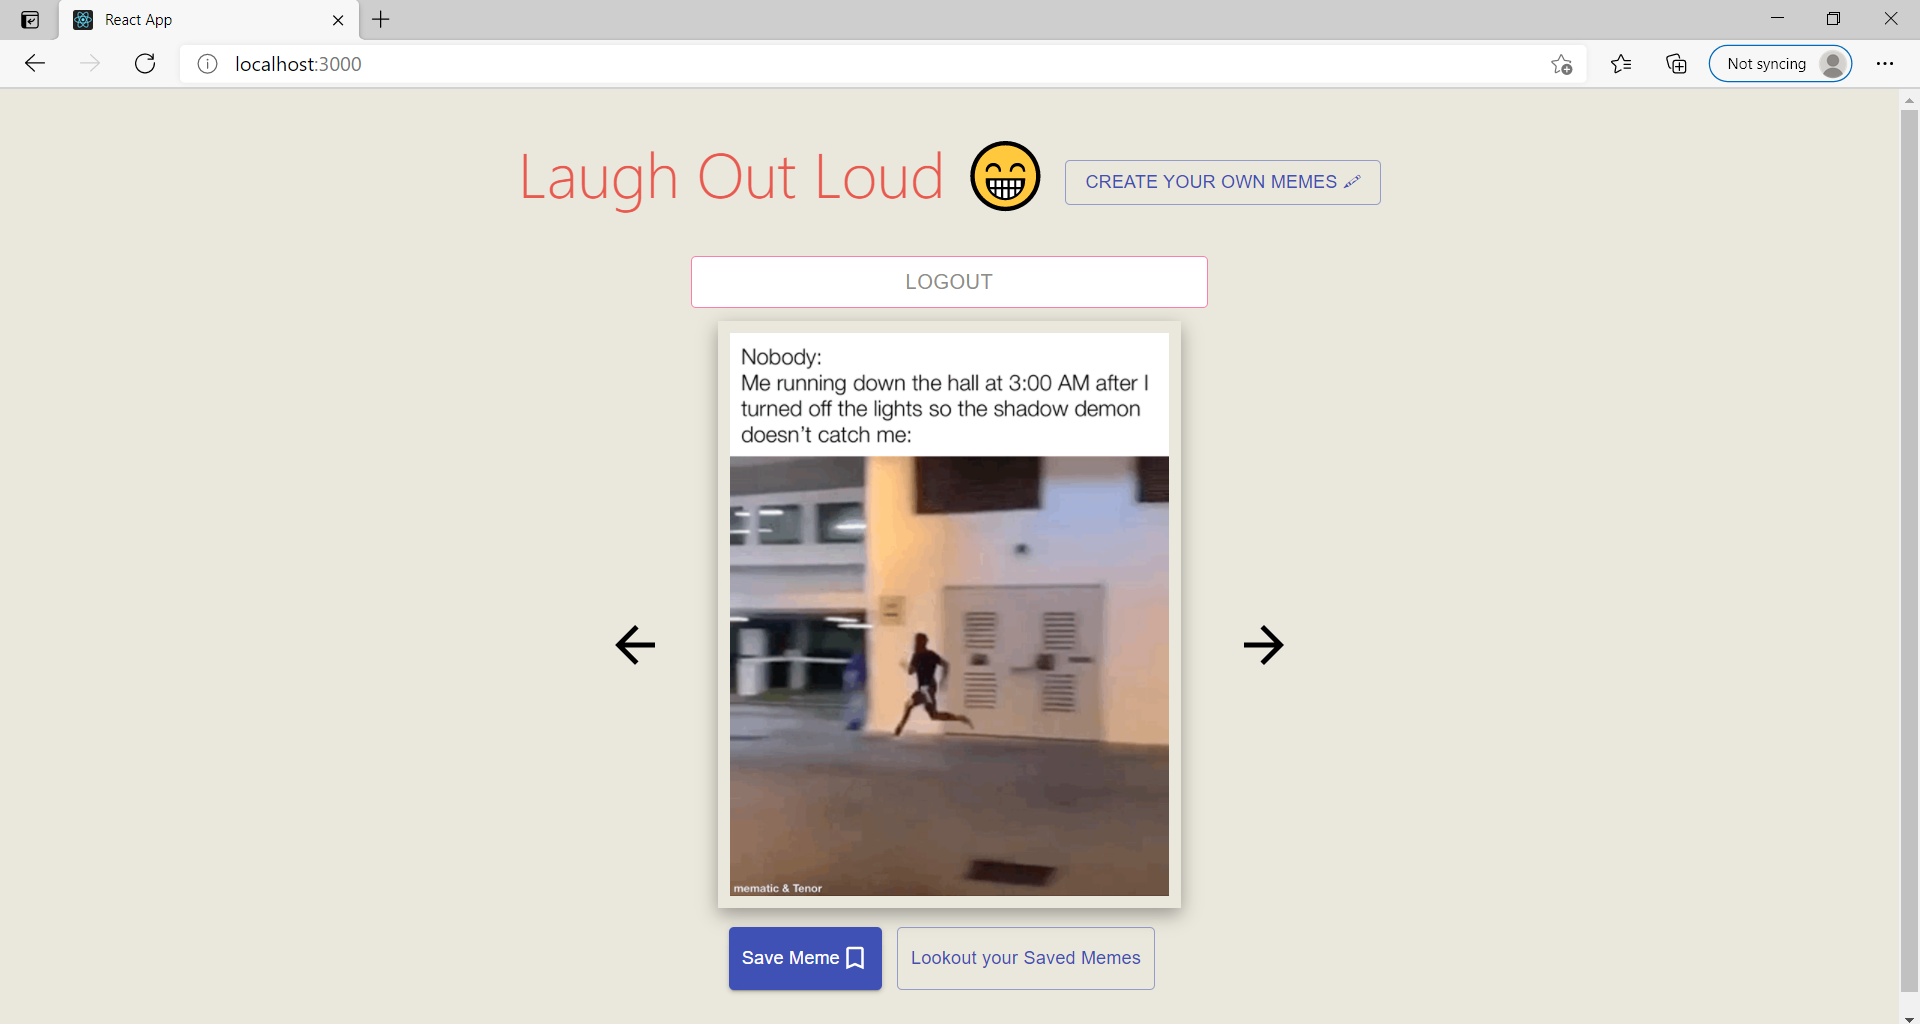 React App
localhost:3000
Not syncing
Laugh Out Loud
CREATE YOUR OWN MEMES
LOGOUT
Nobody:
Me running down the hall at 3:00 AM after I
turned off the lights so the shadow demon
doesn't catch me:
mematic & Tenor
Save Meme
Lookout your Saved Memes